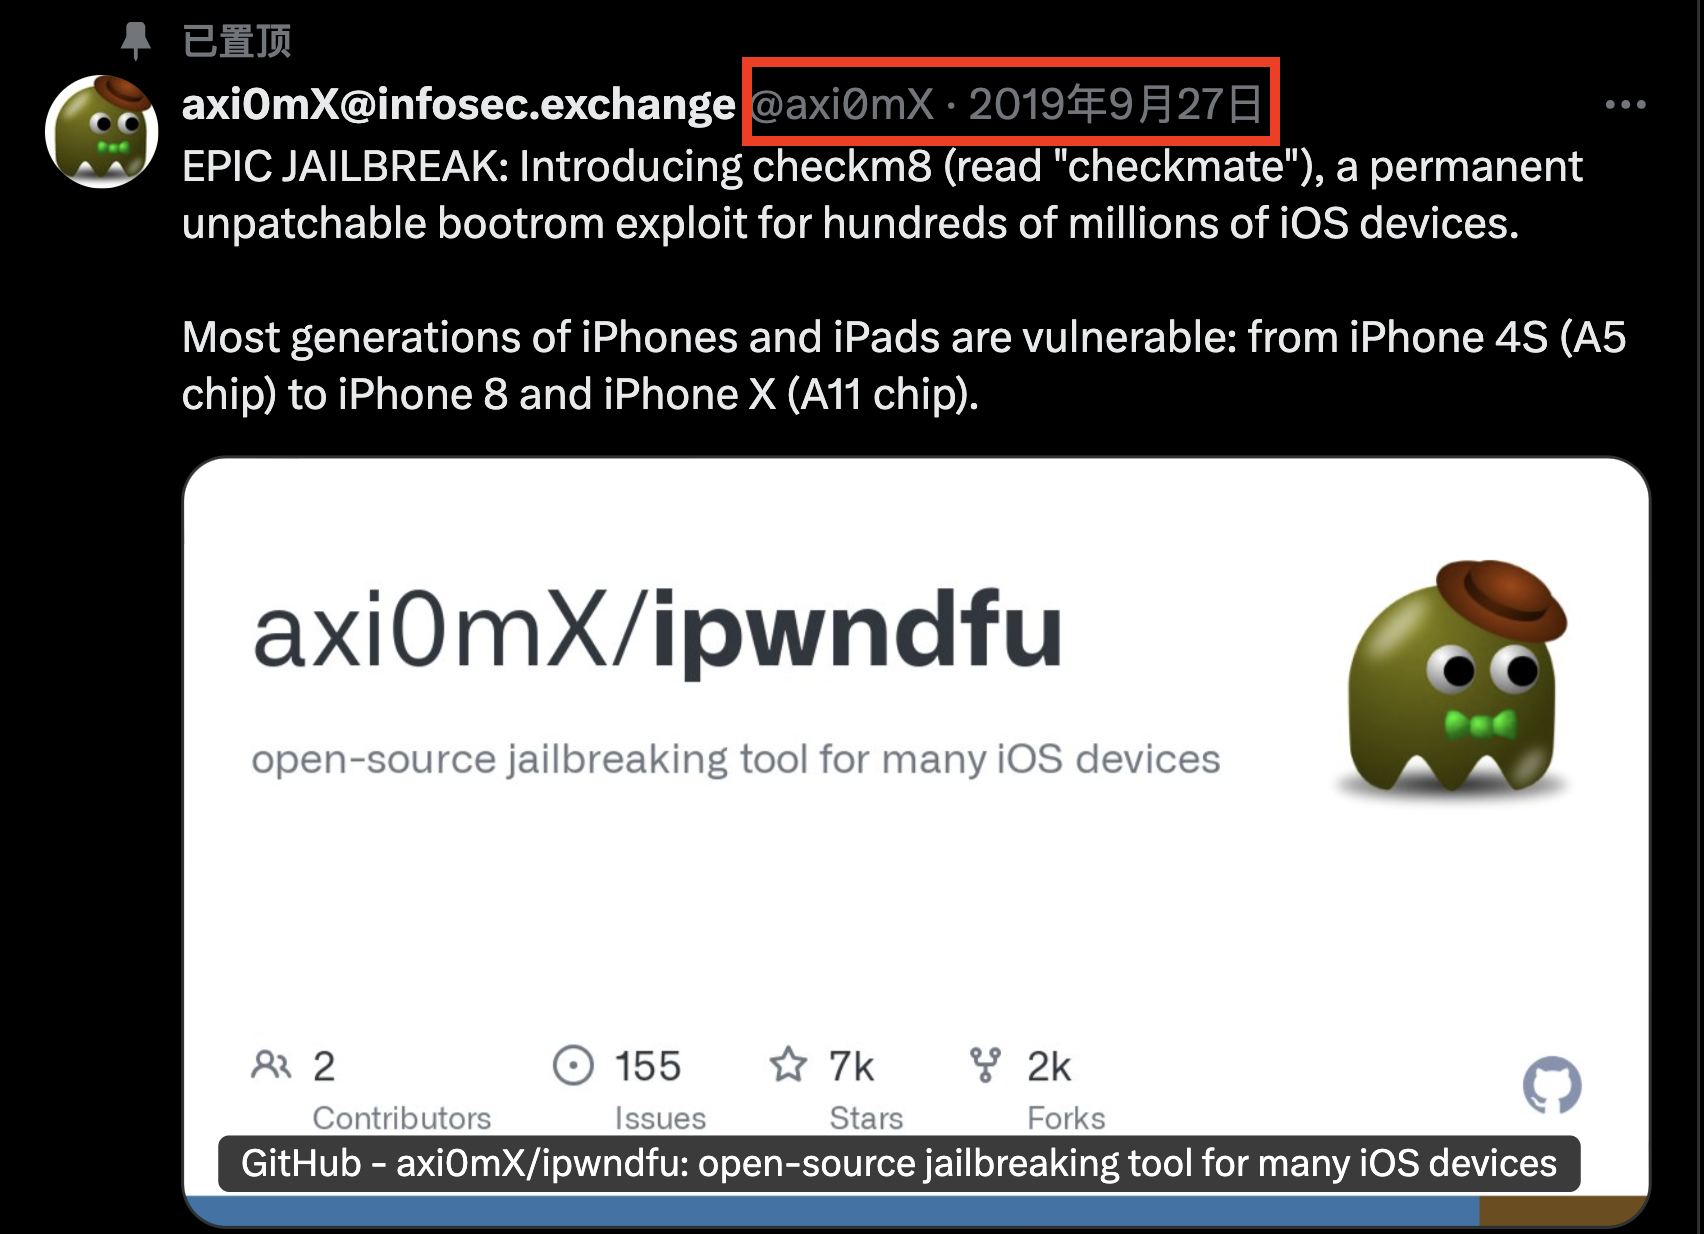 已置顶
axi0mX@infosec.exchange @axi0mX · 2019年9月27日
EPIC JAILBREAK: Introducing checkm8 (read "checkmate"), a permanent
unpatchable bootrom exploit for hundreds of millions of iOS devices.
Most generations of iPhones and iPads are vulnerable: from iPhone 4S (A5
chip) to iPhone 8 and iPhone X (A11 chip).
axi0mX/ipwndfu
open-source jailbreaking tool for many iOS devices
2 155 7k 2k
Contributors Issues Stars Forks
GitHub - axi0mX/ipwndfu: open-source jailbreaking tool for many iOS devices